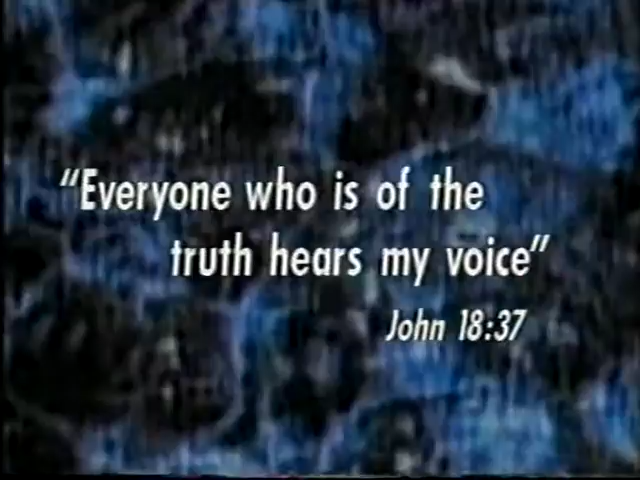 “Everyone who is of the
truth hears my voice”
John 18:37